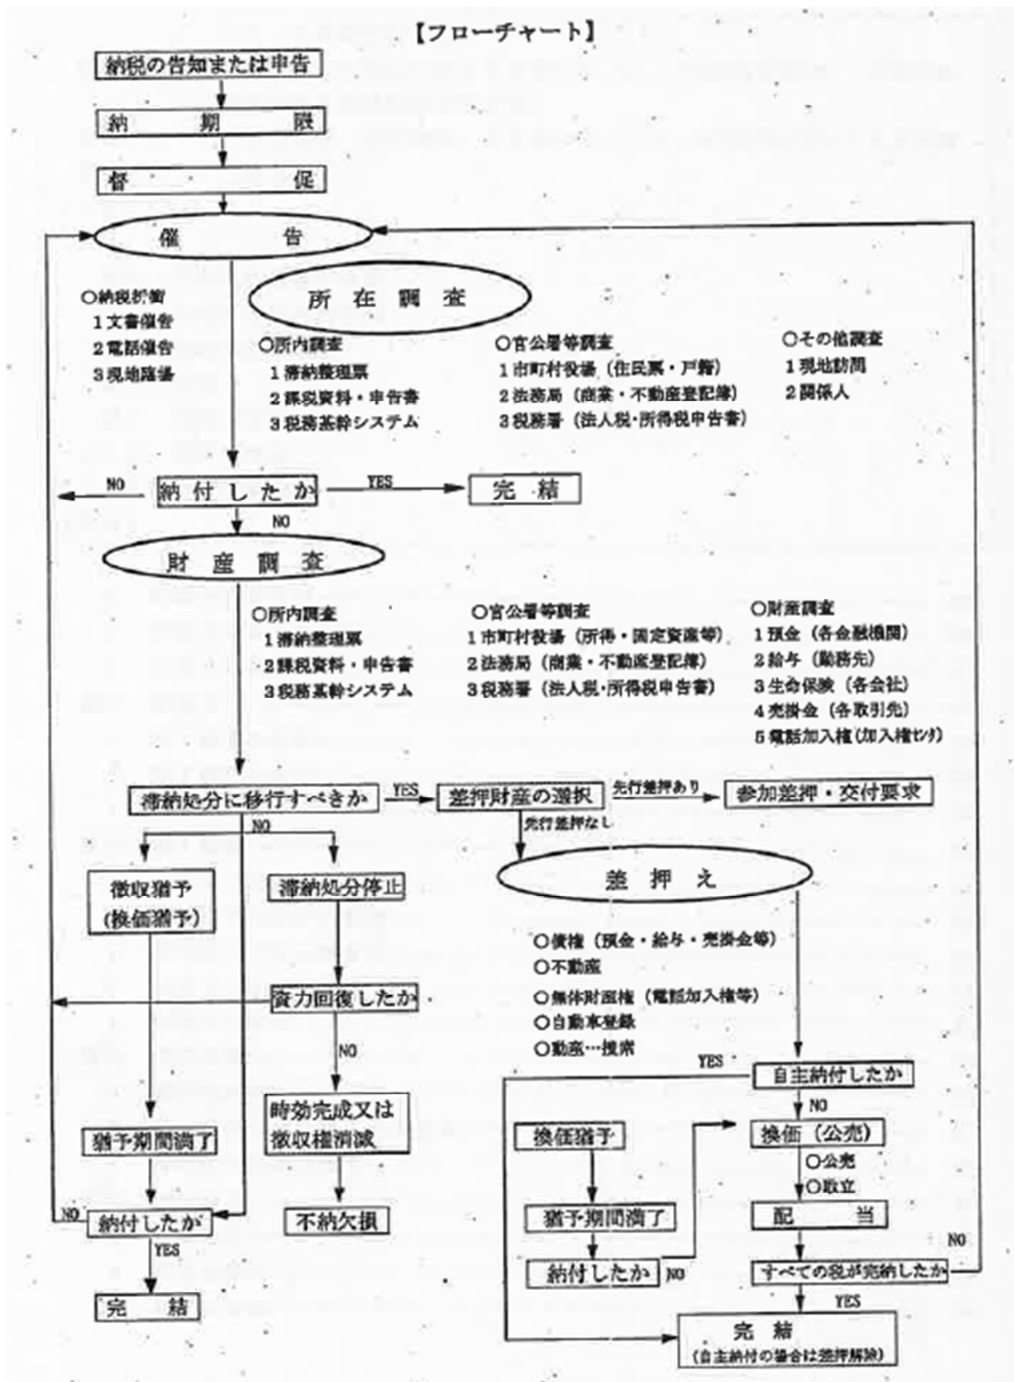 【フローチャート】
納税の告知または申告
納期限
督促
催告
所在調査
○納税折衝
1文書催告
2電話催告
3現地臨場
○所内調査
1滞納整理票
2課税資料・申告書
3税務基幹システム
○官公署等調査
1市町村役場（住民票・戸籍）
2法務局（商業・不動産登記簿）
3税務署（法人税・所得税申告書）
○その他調査
1現地訪問
2関係人
NO
納付したか
YES
完結
NO
財産調査
○所内調査
1滞納整理票
2課税資料・申告書
3税務基幹システム
○官公署等調査
1市町村役場（所得・固定資産等）
2法務局（商業・不動産登記簿）
3税務署（法人税・所得税申告書）
○財産調査
1預金（各金融機関）
2給与（勤務先）
3生命保険（各会社）
4売掛金（各取引先）
5電話加入権（加入権ｾﾝﾀ）
滞納処分に移行すべきか
YES
差押財産の選択
先行差押あり
参加差押・交付要求
NO
先行差押なし
徴収猶予
（換価猶予）
滞納処分停止
差押え
○債権（預金・給与・売掛金等）
○不動産
○無体財産権（電話加入権等）
○自動車登録
○動産…捜索
資力回復したか
NO
YES
自主納付したか
NO
時効完成又は
徴収権消滅
猶予期間満了
換価猶予
換価（公売）
○公売
○取立
NO
納付したか
不納欠損
猶予期間満了
配当
YES
納付したか
NO
すべての税が完納したか
NO
YES
完結
完結
（自主納付の場合は差押解除）